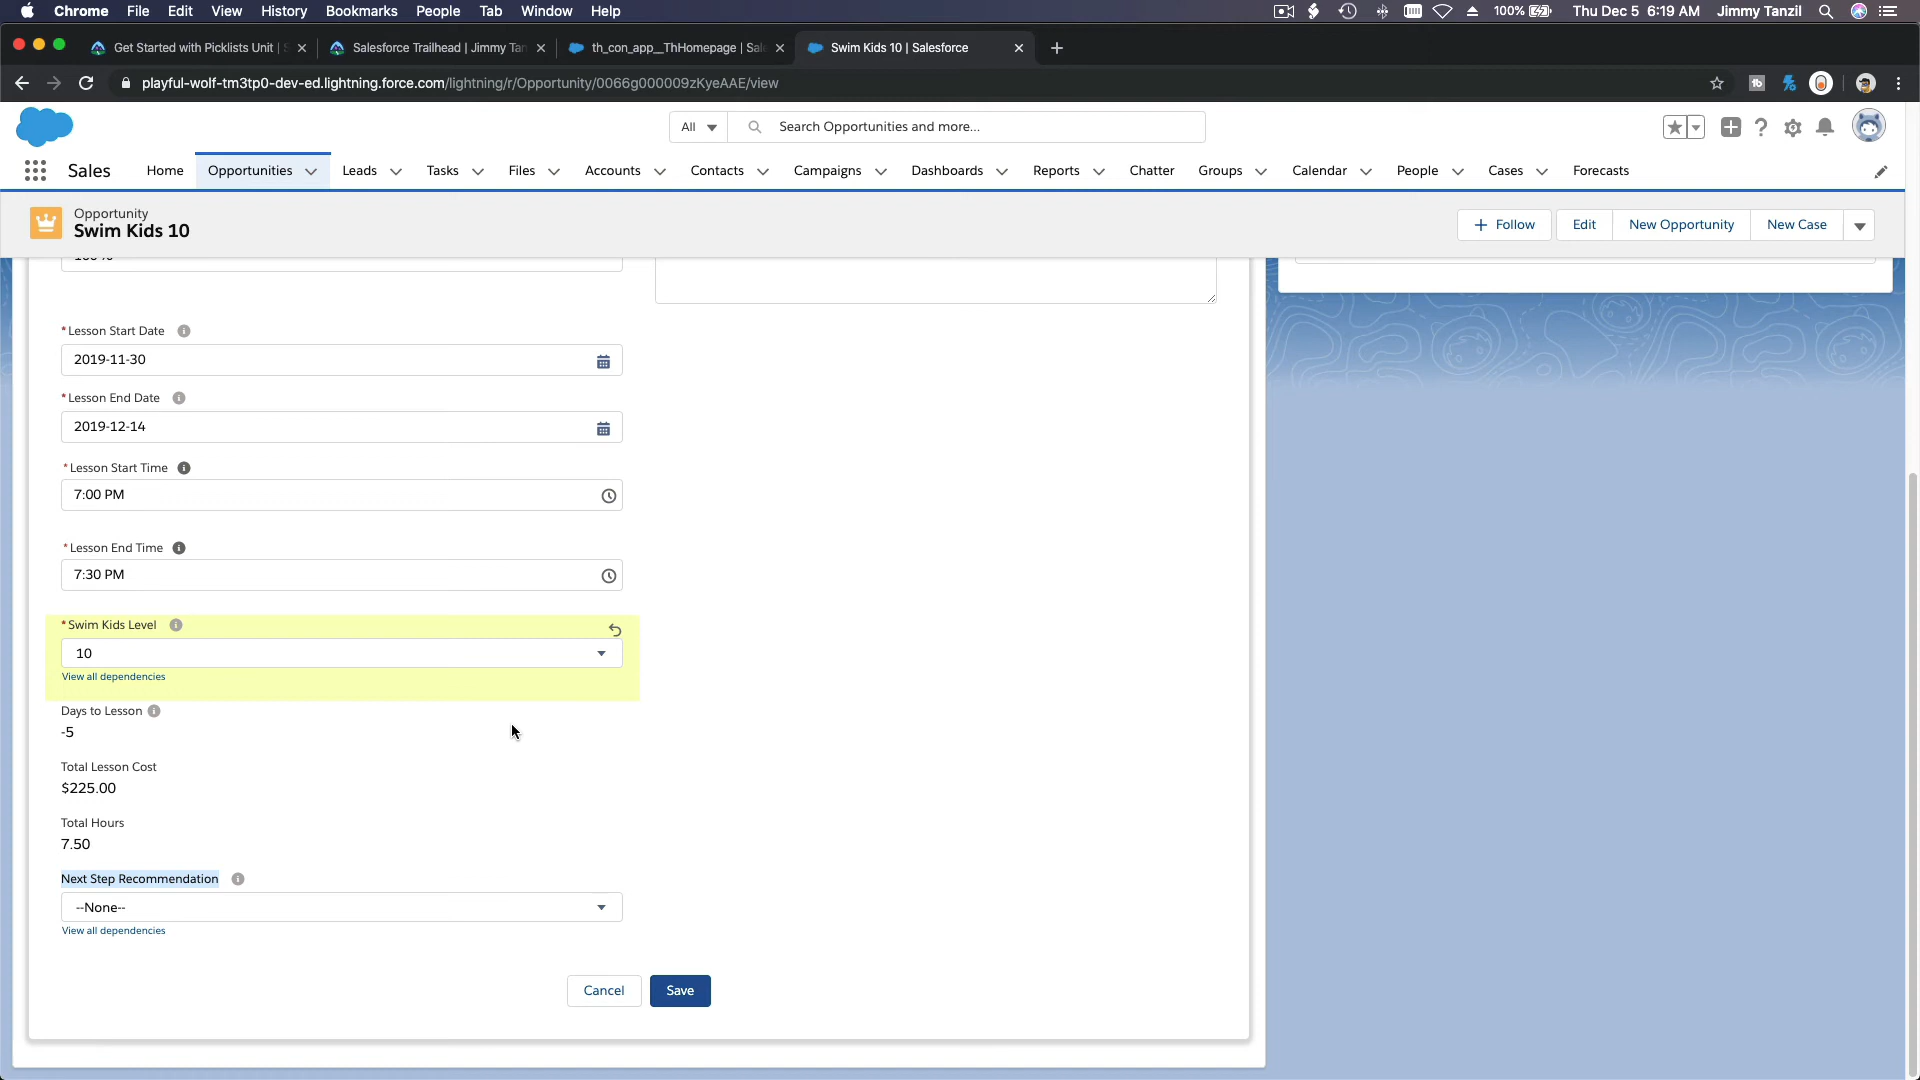 Chrome File Edit View History Bookmarks People Tab Window Help 100% Thu Dec 5 6:19 AM Jimmy Tanzil
Get Started with Picklists Unit | S
Salesforce Trailhead | Jimmy Tan
th_con_app__ThHomepage | Sal
Swim Kids 10 | Salesforce
playful-wolf-tm3tp0-dev-ed.lightning.force.com/lightning/r/Opportunity/0066g000009zKyeAAE/view
All Search Opportunities and more...
Sales Home Opportunities Leads Tasks Files Accounts Contacts Campaigns Dashboards Reports Chatter Groups Calendar People Cases Forecasts
Opportunity
Swim Kids 10
Follow Edit New Opportunity New Case
*Lesson Start Date
2019-11-30
*Lesson End Date
2019-12-14
*Lesson Start Time
7:00 PM
*Lesson End Time
7:30 PM
*Swim Kids Level
10
View all dependencies
Days to Lesson
-5
Total Lesson Cost
$225.00
Total Hours
7.50
Next Step Recommendation
--None--
View all dependencies
Cancel Save